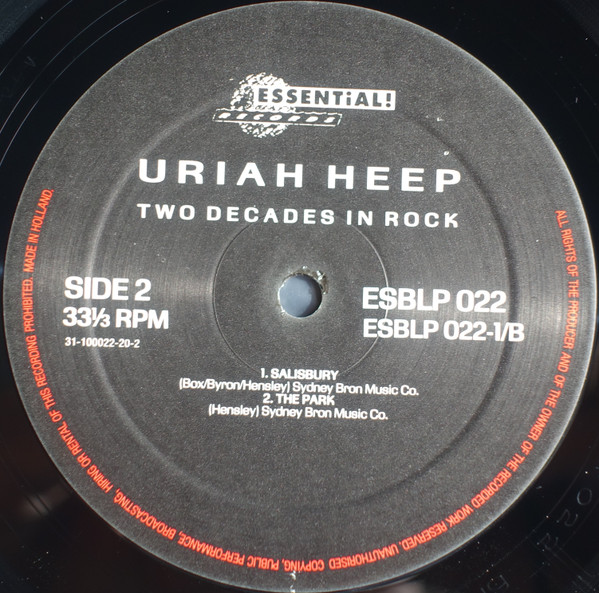 ESSENTiAL!
RECORDS
URIAH HEEP
TWO DECADES IN ROCK
SIDE 2
33⅓ RPM
31-100022-20-2
ESBLP 022
ESBLP 022-1/B
1. SALISBURY
(Box/Byron/Hensley) Sydney Bron Music Co.
2. THE PARK
(Hensley) Sydney Bron Music Co.
ALL RIGHTS OF THE PRODUCER AND OF THE OWNER OF THE RECORDED WORK RESERVED. UNAUTHORISED COPYING, PUBLIC PERFORMANCE, BROADCASTING, HIRING OR RENTAL OF THIS RECORDING PROHIBITED. MADE IN HOLLAND.